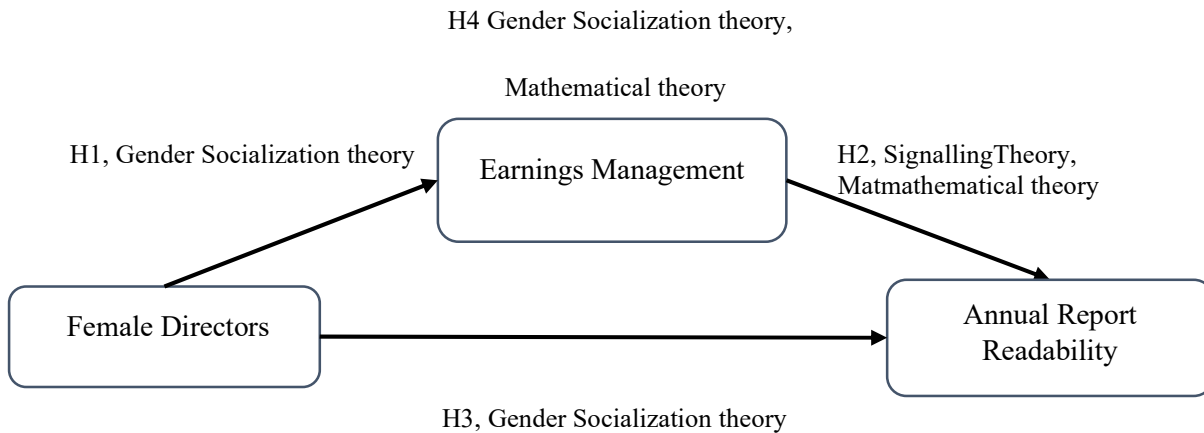 H4 Gender Socialization theory,
Mathematical theory
H1, Gender Socialization theory
Earnings Management
H2, SignallingTheory,
Matmathematical theory
Female Directors
Annual Report
Readability
H3, Gender Socialization theory